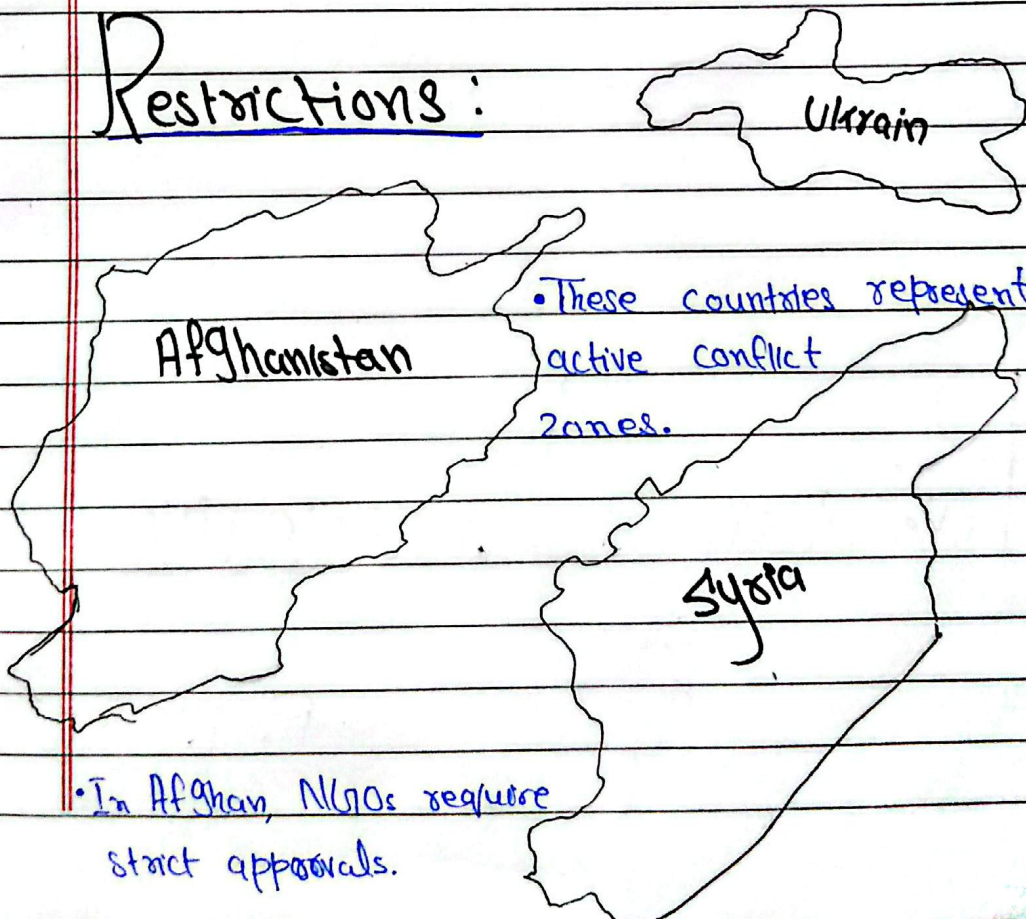 Restrictions:
Ukrain
Afghanistan
• These countries represent
active conflict
zones.
Syria
• In Afghan, NGOs require
strict approvals.